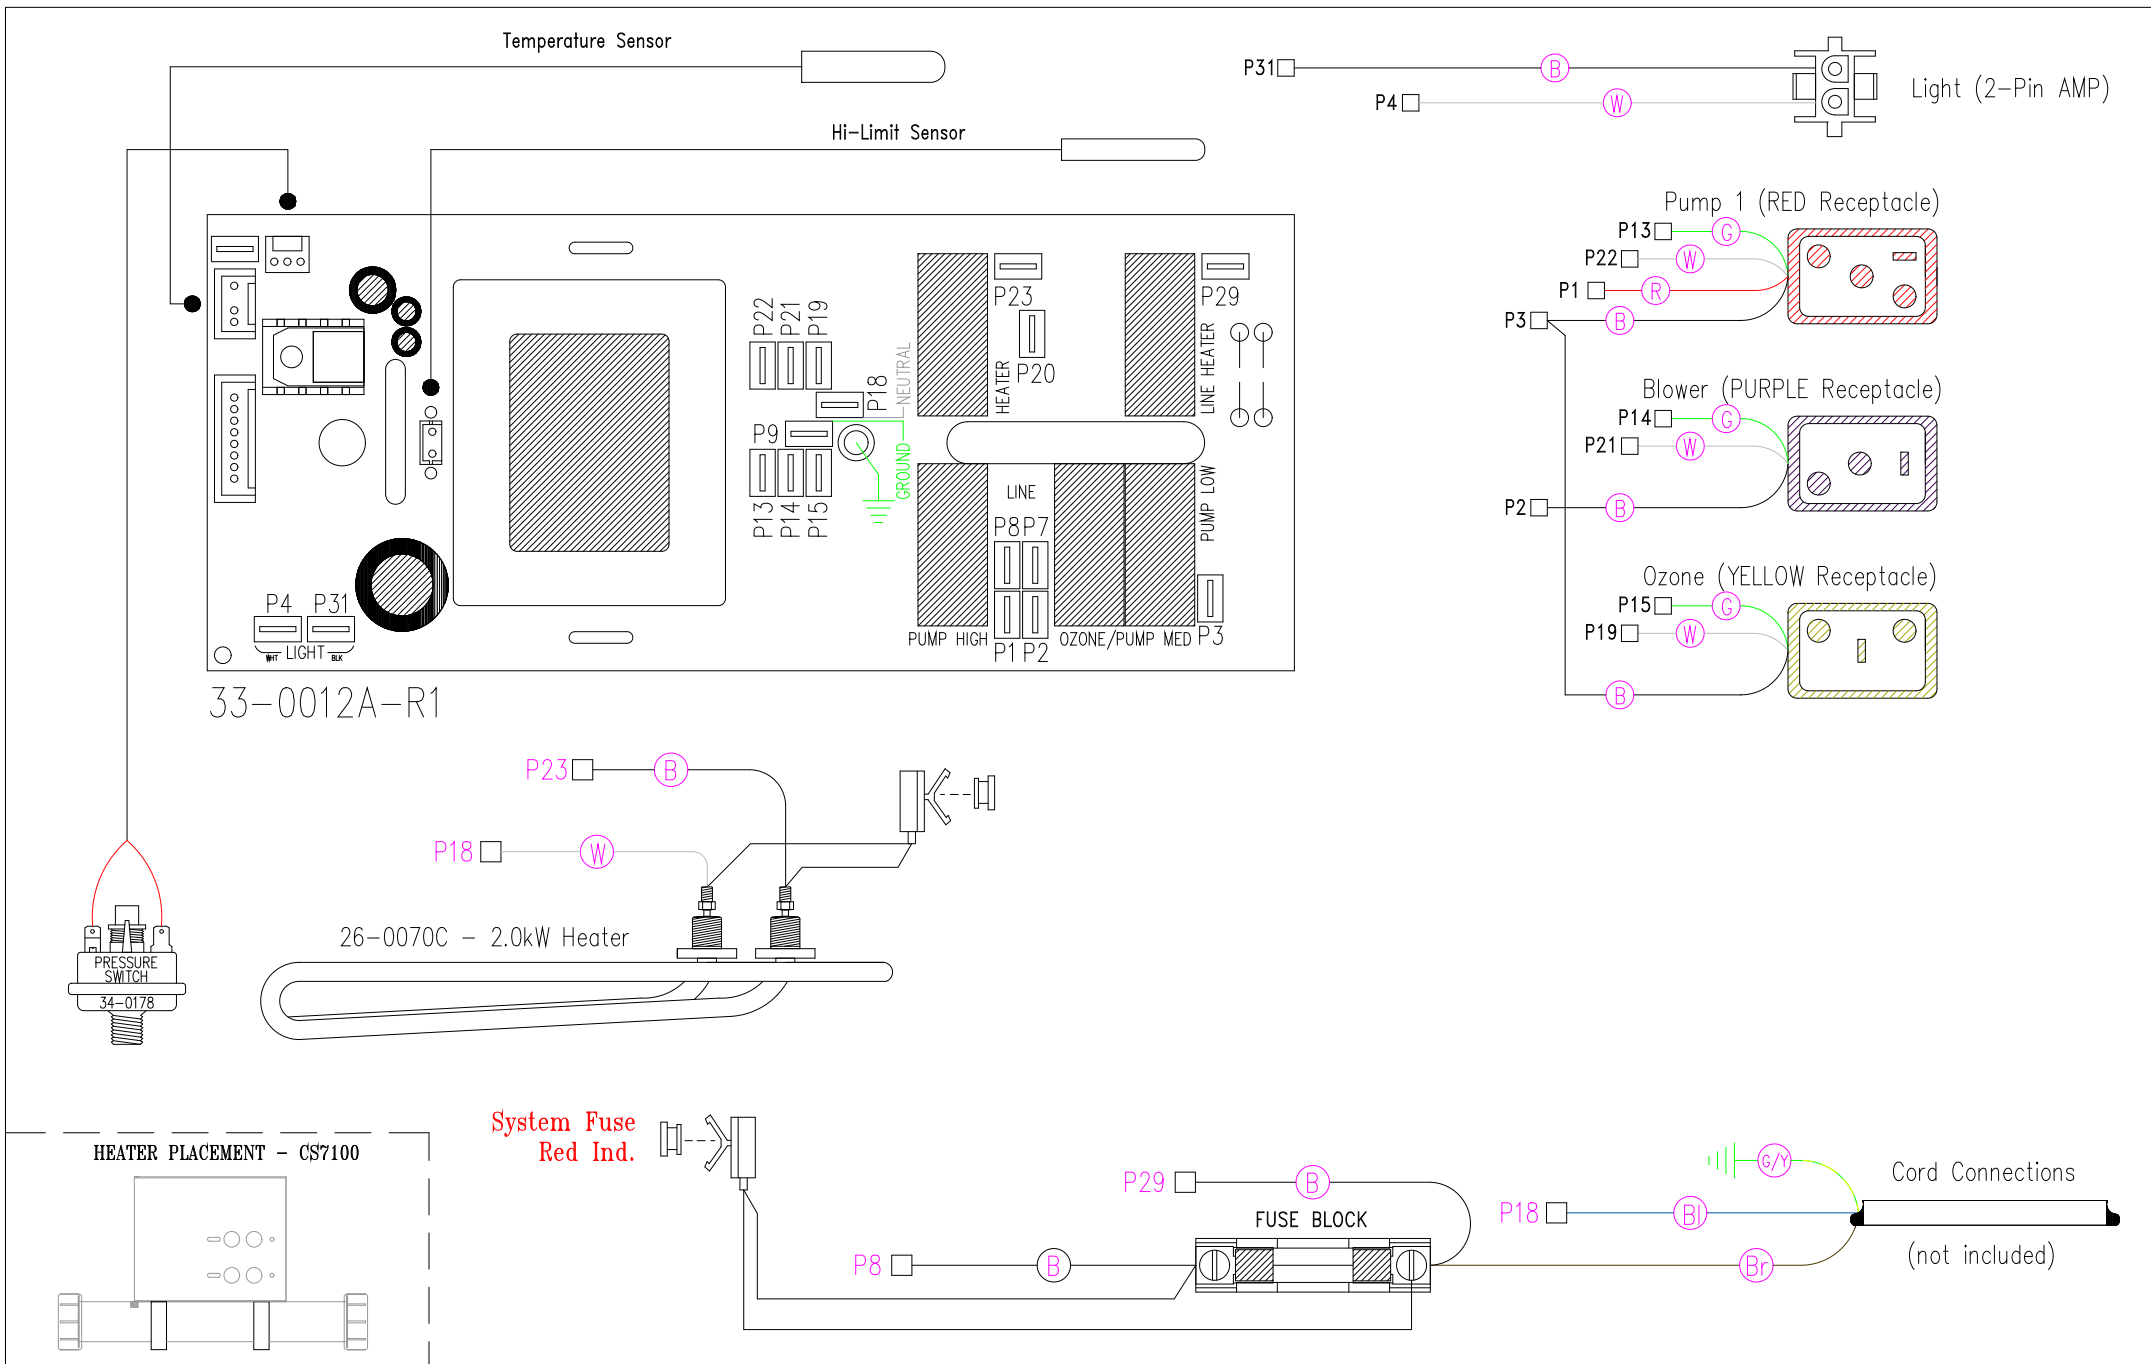 Temperature Sensor
Hi-Limit Sensor
P31
B
P4
W
Light (2-Pin AMP)
Pump 1 (RED Receptacle)
P13
G
P22
W
P1
R
P3
B
Blower (PURPLE Receptacle)
P14
G
P21
W
P2
B
Ozone (YELLOW Receptacle)
P15
G
P19
W
B
P22
P21
P19
P18
NEUTRAL
P9
P13
P14
P15
GROUND
P23
P20
HEATER
P29
LINE HEATER
LINE
P8
P7
PUMP LOW
P3
PUMP HIGH
P1
P2
OZONE/PUMP MED
P4
P31
WHT
LIGHT
BLK
33-0012A-R1
P23
B
P18
W
26-0070C - 2.0kW Heater
PRESSURE
SWITCH
34-0178
System Fuse
Red Ind.
HEATER PLACEMENT - CS7100
P29
B
FUSE BLOCK
P8
B
G/Y
P18
Bl
Br
Cord Connections
(not included)